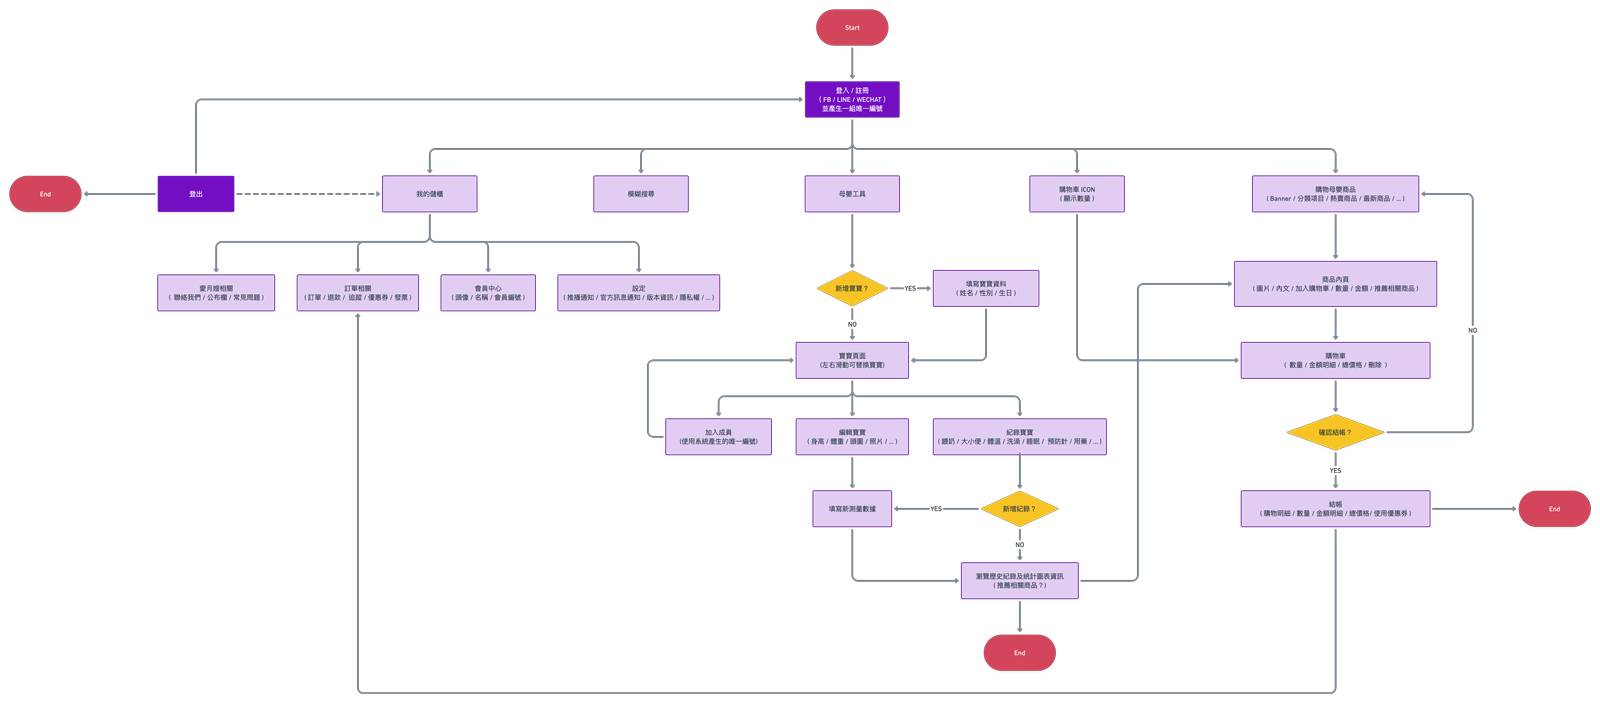 Start
登入 / 註冊
( FB / LINE / WECHAT )
並產生一組唯一編號
End
登出
我的儲櫃
模糊搜尋
母嬰工具
購物車 ICON
( 顯示數量 )
購物母嬰商品
( Banner / 分類項目 / 熱賣商品 / 最新商品 / ... )
愛月嫂相關
( 聯絡我們 / 公布欄 / 常見問題 )
訂單相關
( 訂單 / 退款 / 追蹤 / 優惠券 / 發票 )
會員中心
( 頭像 / 名稱 / 會員編號 )
設定
( 推播通知 / 官方訊息通知 / 版本資訊 / 隱私權 / ... )
新增寶寶？
YES
填寫寶寶資料
( 姓名 / 性別 / 生日 )
商品內頁
( 圖片 / 內文 / 加入購物車 / 數量 / 金額 / 推薦相關商品 )
NO
NO
寶寶頁面
(左右滑動可替換寶寶)
購物車
( 數量 / 金額明細 / 總價格 / 刪除 )
加入成員
(使用系統產生的唯一編號)
編輯寶寶
( 身高 / 體重 / 頭圍 / 照片 / ... )
紀錄寶寶
( 餵奶 / 大小便 / 體溫 / 洗澡 / 睡眠 / 預防針 / 用藥 / ... )
確認結帳？
YES
填寫新測量數據
YES
新增紀錄？
結帳
( 購物明細 / 數量 / 金額明細 / 總價格/ 使用優惠券 )
End
NO
瀏覽歷史紀錄及統計圖表資訊
( 推薦相關商品？)
End